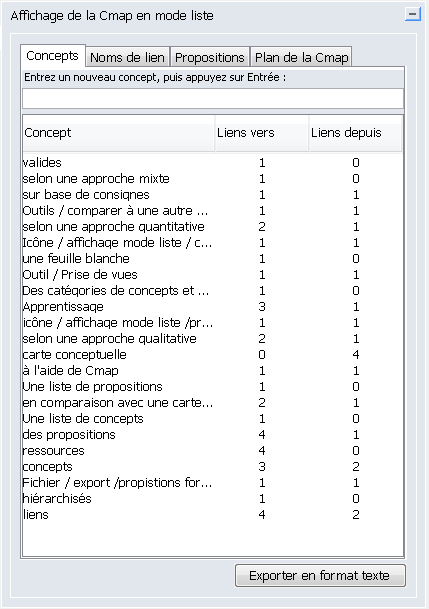 Affichage de la Cmap en mode liste
Concepts Noms de lien Propositions Plan de la Cmap
Entrez un nouveau concept, puis appuyez sur Entrée :
Concept Liens vers Liens depuis
valides 1 0
selon une approche mixte 1 0
sur base de consignes 1 1
Outils / comparer à une autre ... 1 1
selon une approche quantitative 2 1
Icône / affichage mode liste / c... 1 1
une feuille blanche 1 0
Outil / Prise de vues 1 1
Des catégories de concepts et ... 1 0
Apprentissage 3 1
icône / affichage mode liste /pr... 1 1
selon une approche qualitative 2 1
carte conceptuelle 0 4
à l'aide de Cmap 1 1
Une liste de propositions 1 0
en comparaison avec une carte... 2 1
Une liste de concepts 1 0
des propositions 4 1
ressources 4 0
concepts 3 2
Fichier / export /propistions for... 1 1
hiérarchisés 1 0
liens 4 2
Exporter en format texte